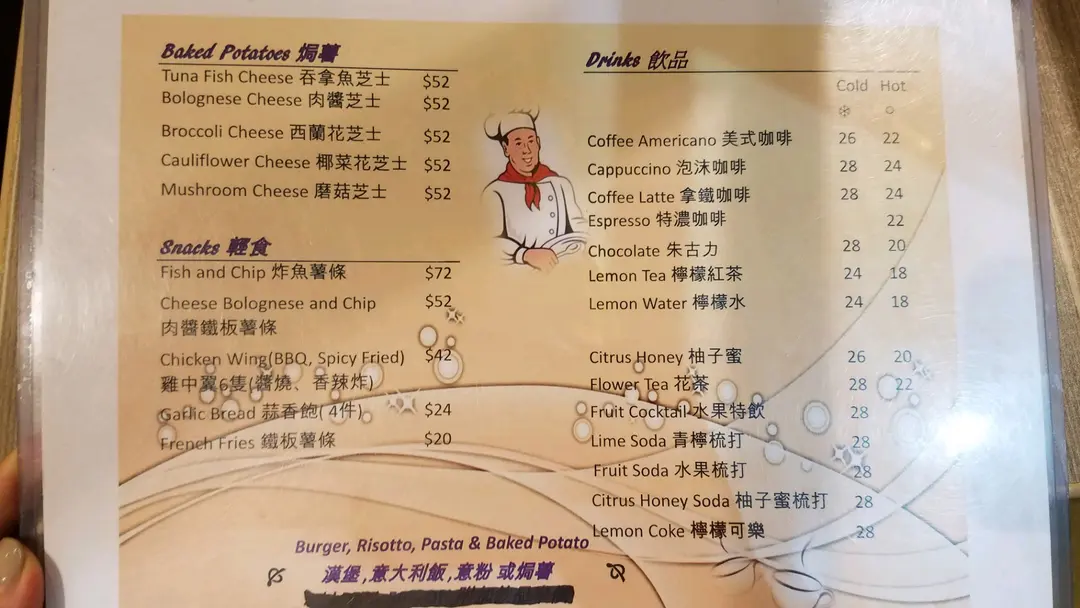 Baked Potatoes 焗薯
Tuna Fish Cheese 吞拿魚芝士 $52
Bolognese Cheese 肉醬芝士 $52
Broccoli Cheese 西蘭花芝士 $52
Cauliflower Cheese 椰菜花芝士 $52
Mushroom Cheese 磨菇芝士 $52
Snacks 輕食
Fish and Chip 炸魚薯條 $72
Cheese Bolognese and Chip $52
肉醬鐵板薯條
Chicken Wing(BBQ, Spicy Fried) $42
雞中翼6隻(醬燒、香辣炸)
Garlic Bread 蒜香飽( 4件) $24
French Fries 鐵板薯條 $20
Drinks 飲品
Cold Hot
Coffee Americano 美式咖啡 26 22
Cappuccino 泡沫咖啡 28 24
Coffee Latte 拿鐵咖啡 28 24
Espresso 特濃咖啡 22
Chocolate 朱古力 28 20
Lemon Tea 檸檬紅茶 24 18
Lemon Water 檸檬水 24 18
Citrus Honey 柚子蜜 26 20
Flower Tea 花茶 28 22
Fruit Cocktail 水果特飲 28
Lime Soda 青檸梳打 28
Fruit Soda 水果梳打 28
Citrus Honey Soda 柚子蜜梳打 28
Lemon Coke 檸檬可樂 28
Burger, Risotto, Pasta & Baked Potato
漢堡,意大利飯,意粉 或焗薯